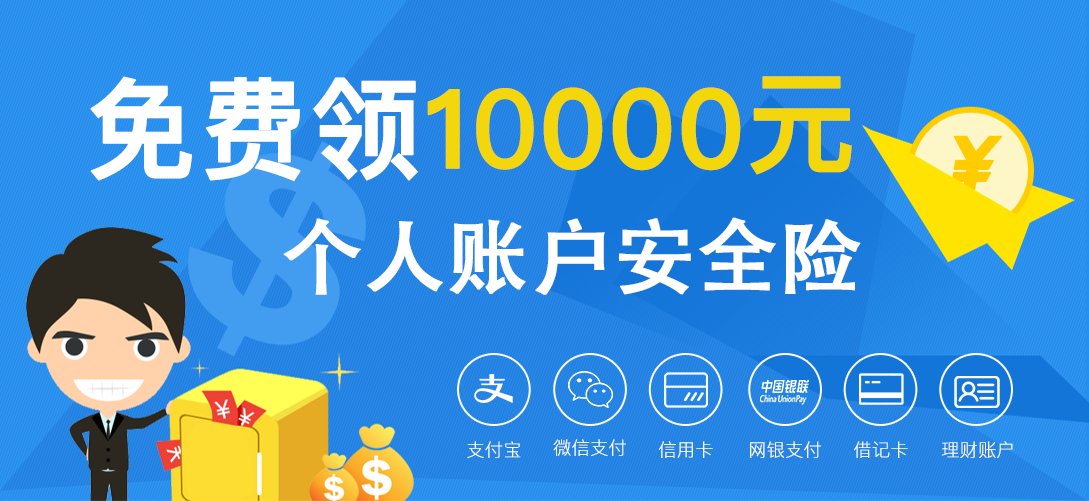 免费领10000元
¥
个人账户安全险
$
¥
¥
$
$
支
中国银联
China UnionPay
支付宝
微信支付
信用卡
网银支付
借记卡
理财账户